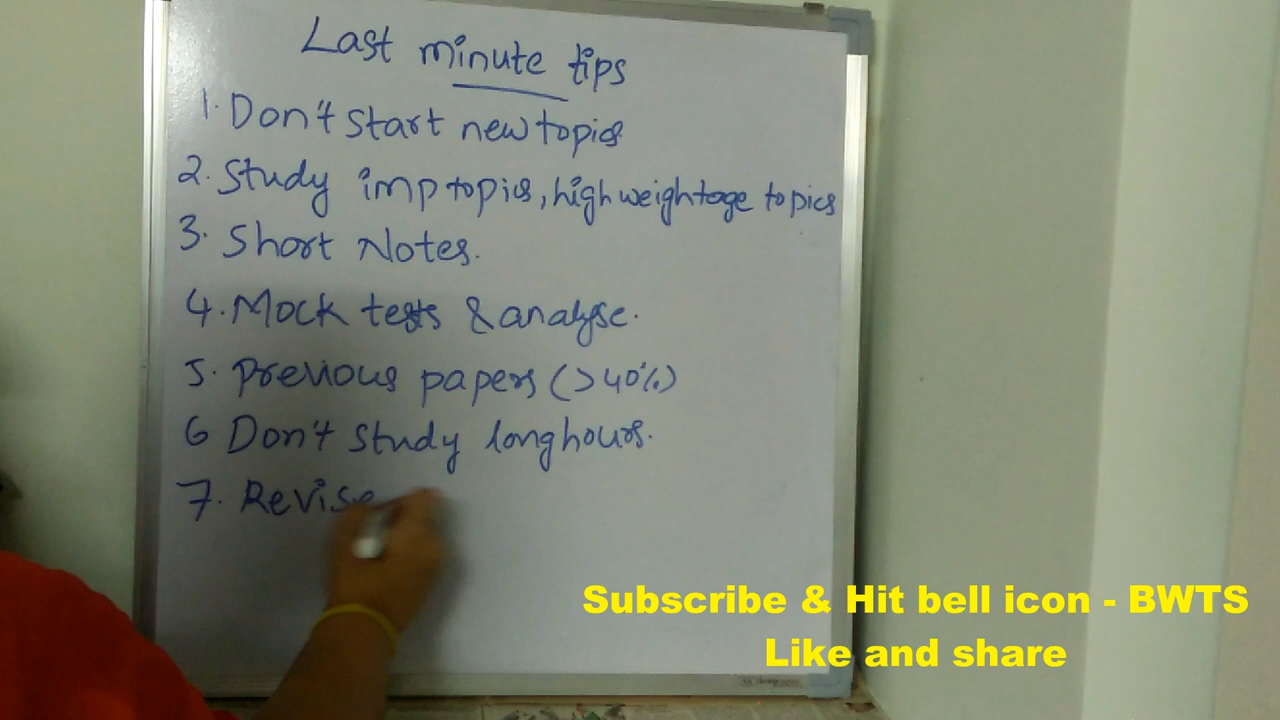 Last minute tips
1. Don't start new topics
2. Study imp topics, high weightage topics
3. Short Notes.
4. Mock tests & analyse.
5. previous papers (>40%)
6 Don't study long hours.
7. Revise
Subscribe & Hit bell icon - BWTS
Like and share